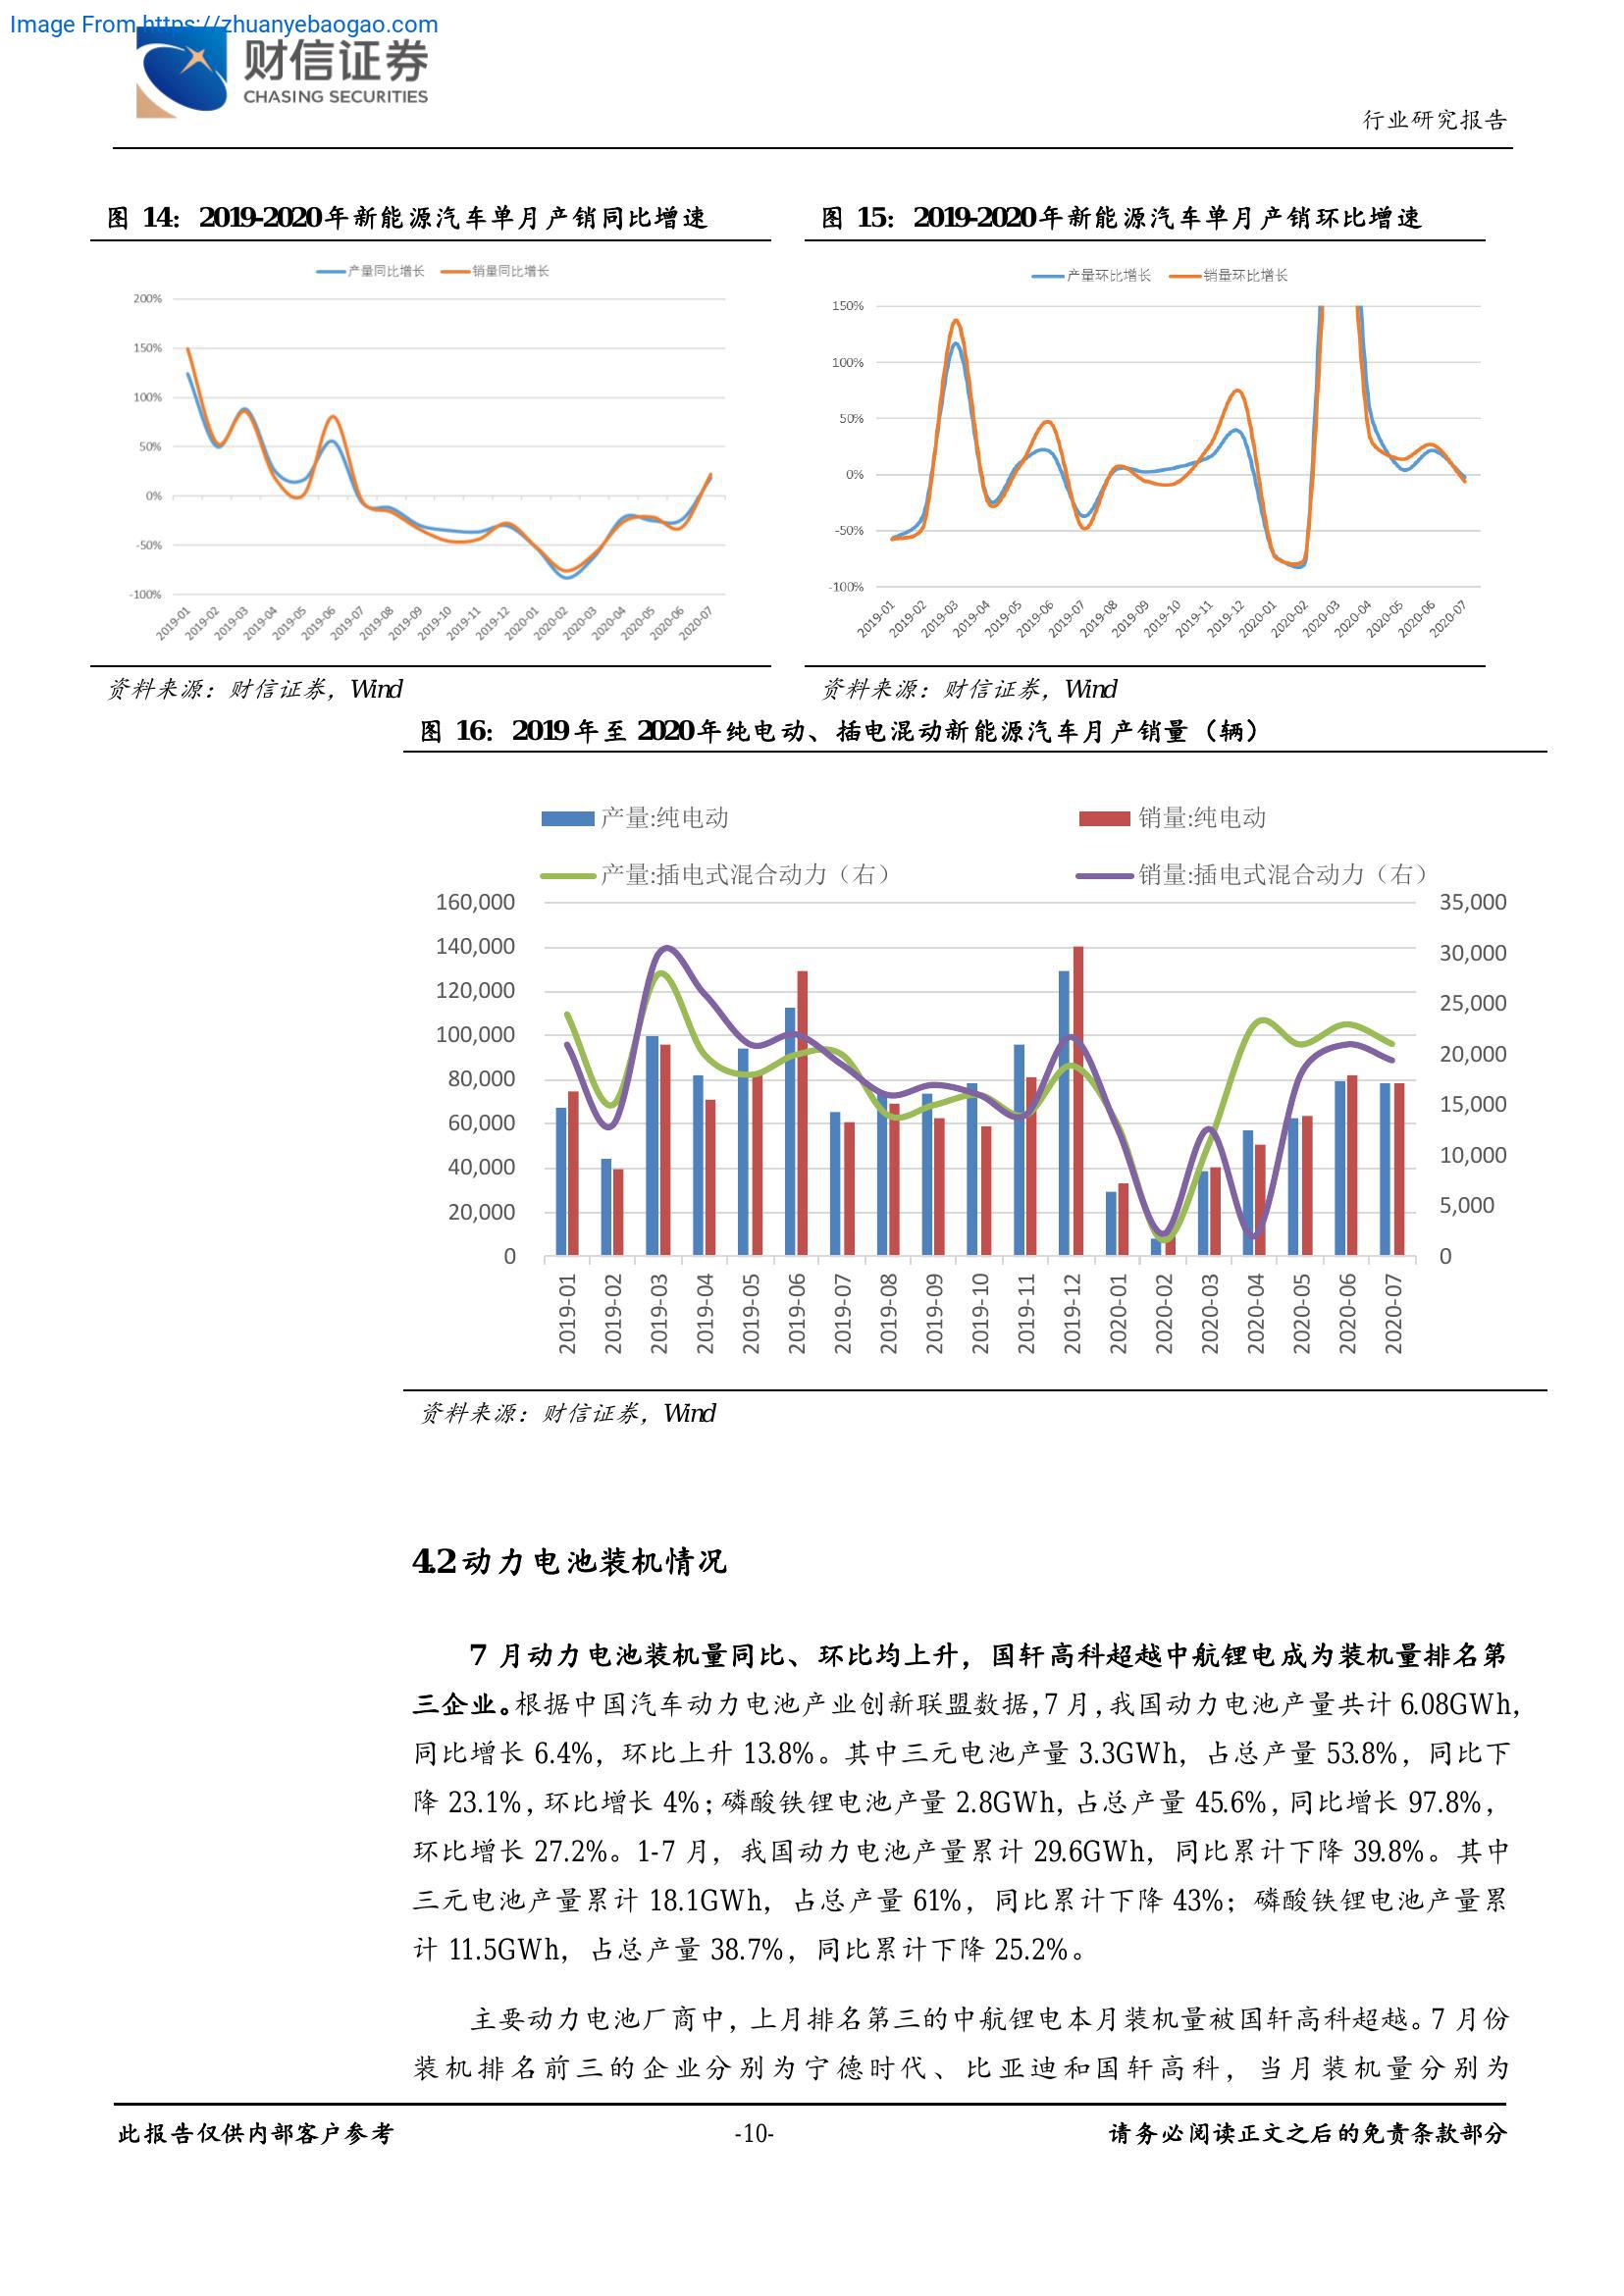 Image From https://zhuanyebaogao.com
财信证券
CHASING SECURITIES
行业研究报告
图 14：2019-2020年新能源汽车单月产销同比增速
产量同比增长 销量同比增长
200%
150%
100%
50%
0%
-50%
-100%
2019-01 2019-02 2019-03 2019-04 2019-05 2019-06 2019-07 2019-08 2019-09 2019-10 2019-11 2019-12 2020-01 2020-02 2020-03 2020-04 2020-05 2020-06 2020-07
资料来源：财信证券，Wind
图 15：2019-2020年新能源汽车单月产销环比增速
产量环比增长 销量环比增长
150%
100%
50%
0%
-50%
-100%
2019-01 2019-02 2019-03 2019-04 2019-05 2019-06 2019-07 2019-08 2019-09 2019-10 2019-11 2019-12 2020-01 2020-02 2020-03 2020-04 2020-05 2020-06 2020-07
资料来源：财信证券，Wind
图 16：2019年至 2020年纯电动、插电混动新能源汽车月产销量（辆）
产量:纯电动 销量:纯电动
产量:插电式混合动力（右） 销量:插电式混合动力（右）
160,000
140,000
120,000
100,000
80,000
60,000
40,000
20,000
0
35,000
30,000
25,000
20,000
15,000
10,000
5,000
0
2019-01 2019-02 2019-03 2019-04 2019-05 2019-06 2019-07 2019-08 2019-09 2019-10 2019-11 2019-12 2020-01 2020-02 2020-03 2020-04 2020-05 2020-06 2020-07
资料来源：财信证券，Wind
4.2 动力电池装机情况
7 月动力电池装机量同比、环比均上升，国轩高科超越中航锂电成为装机量排名第
三企业。根据中国汽车动力电池产业创新联盟数据，7 月，我国动力电池产量共计 6.08GWh，
同比增长 6.4%，环比上升 13.8%。其中三元电池产量 3.3GWh，占总产量 53.8%，同比下
降 23.1%，环比增长 4%；磷酸铁锂电池产量 2.8GWh，占总产量 45.6%，同比增长 97.8%，
环比增长 27.2%。1-7 月，我国动力电池产量累计 29.6GWh，同比累计下降 39.8%。其中
三元电池产量累计 18.1GWh，占总产量 61%，同比累计下降 43%；磷酸铁锂电池产量累
计 11.5GWh，占总产量 38.7%，同比累计下降 25.2%。
主要动力电池厂商中，上月排名第三的中航锂电本月装机量被国轩高科超越。7 月份
装机排名前三的企业分别为宁德时代、比亚迪和国轩高科，当月装机量分别为
此报告仅供内部客户参考
-10-
请务必阅读正文之后的免责条款部分